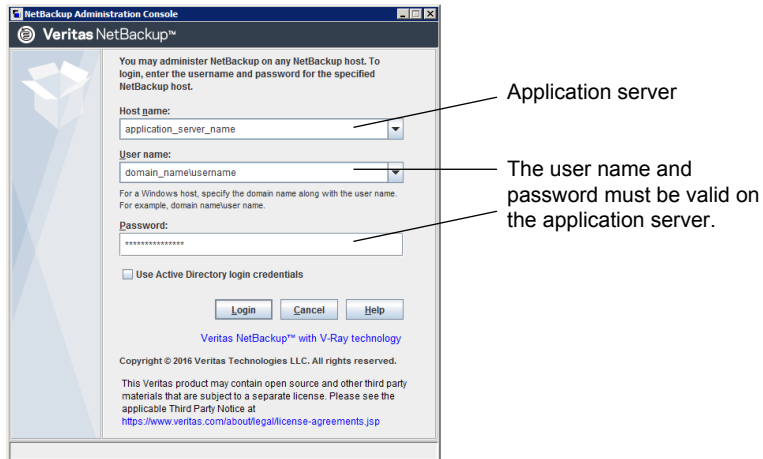 NetBackup Administration Console
Veritas NetBackup™
You may administer NetBackup on any NetBackup host. To
login, enter the username and password for the specified
NetBackup host.
Host name:
application_server_name
User name:
domain_name\username
For a Windows host, specify the domain name along with the user name.
For example, domain name\user name.
Password:
***************
Use Active Directory login credentials
Login Cancel Help
Veritas NetBackup™ with V-Ray technology
Copyright © 2016 Veritas Technologies LLC. All rights reserved.
This Veritas product may contain open source and other third party
materials that are subject to a separate license. Please see the
applicable Third Party Notice at
https://www.veritas.com/about/legal/license-agreements.jsp
Application server
The user name and
password must be valid on
the application server.